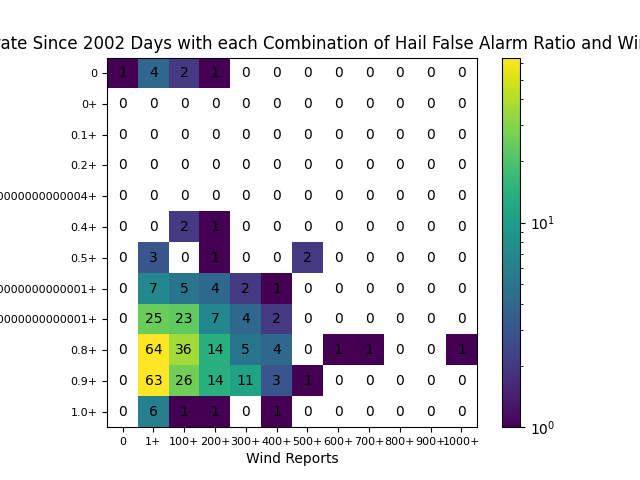 rate Since 2002 Days with each Combination of Hail False Alarm Ratio and Wi
0 1 4 2 1 0 0 0 0 0 0 0 0
0+ 0 0 0 0 0 0 0 0 0 0 0 0
0.1+ 0 0 0 0 0 0 0 0 0 0 0 0
0.2+ 0 0 0 0 0 0 0 0 0 0 0 0
0000000000004+ 0 0 0 0 0 0 0 0 0 0 0 0
0.4+ 0 0 2 1 0 0 0 0 0 0 0 0
0.5+ 0 3 0 1 0 0 2 0 0 0 0 0
0000000000001+ 0 7 5 4 2 1 0 0 0 0 0 0
0000000000001+ 0 25 23 7 4 2 0 0 0 0 0 0
0.8+ 0 64 36 14 5 4 0 1 1 0 0 1
0.9+ 0 63 26 14 11 3 1 0 0 0 0 0
1.0+ 0 6 1 1 0 1 0 0 0 0 0 0
0 1+ 100+ 200+ 300+ 400+ 500+ 600+ 700+ 800+ 900+ 1000+
Wind Reports
10¹
10⁰